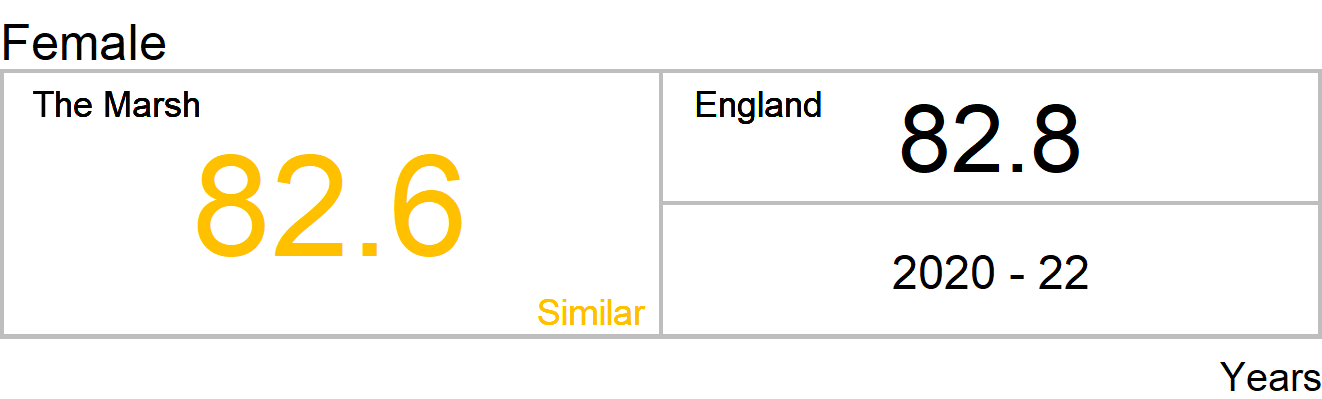 Female
The Marsh
82.6
Similar
England
82.8
2020 - 22
Years